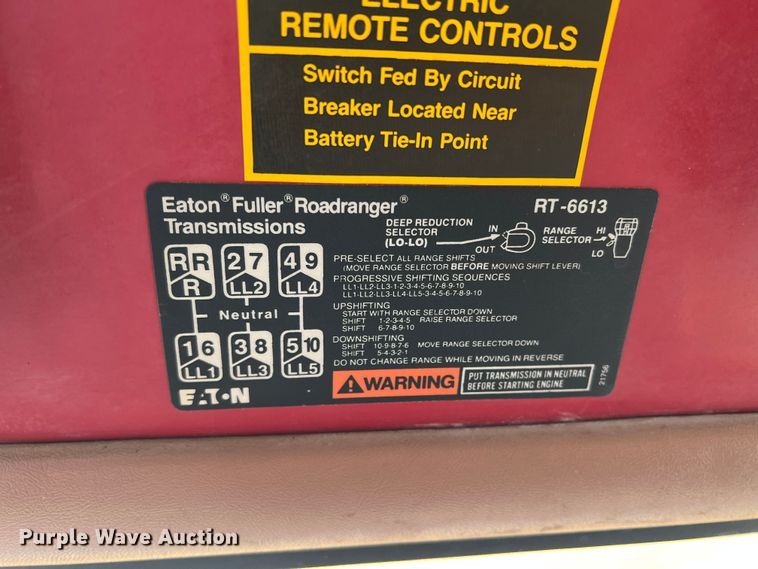 ELECTRIC
REMOTE CONTROLS
Switch Fed By Circuit
Breaker Located Near
Battery Tie-In Point
Eaton® Fuller® Roadranger®
Transmissions
RT-6613
DEEP REDUCTION
SELECTOR
(LO-LO)
IN
OUT
RANGE
SELECTOR
HI
LO
R R
R
2 7
LL2
4 9
LL4
Neutral
1 6
LL1
3 8
LL3
5 10
LL5
PRE-SELECT ALL RANGE SHIFTS
(MOVE RANGE SELECTOR BEFORE MOVING SHIFT LEVER)
PROGRESSIVE SHIFTING SEQUENCES
LL1-LL2-LL3-1-2-3-4-5-6-7-8-9-10
LL1-LL2-LL3-LL4-LL5-3-4-5-6-7-8-9-10
UPSHIFTING
START WITH RANGE SELECTOR DOWN
SHIFT 1-2-3-4-5 RAISE RANGE SELECTOR
SHIFT 6-7-8-9-10
DOWNSHIFTING
SHIFT 10-9-8-7-6 MOVE RANGE SELECTOR DOWN
SHIFT 5-4-3-2-1
DO NOT CHANGE RANGE WHILE MOVING IN REVERSE
EATON
WARNING
PUT TRANSMISSION IN NEUTRAL
BEFORE STARTING ENGINE
21756
Purple Wave Auction